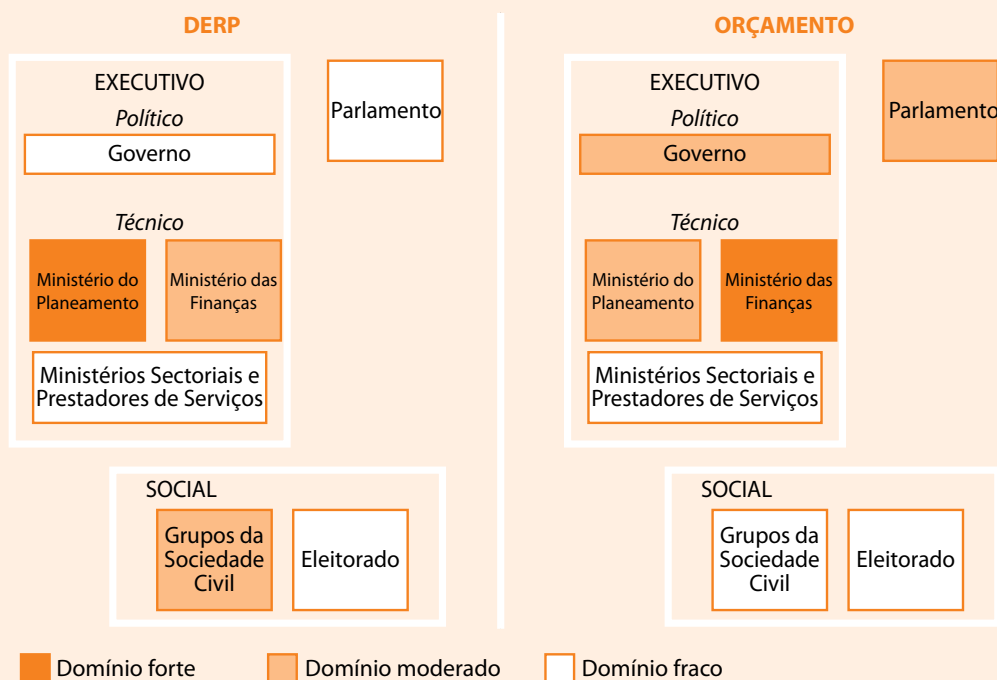 DERP
EXECUTIVO
Político
Governo
Técnico
Ministério do
Planeamento
Ministério das
Finanças
Ministérios Sectoriais e
Prestadores de Serviços
Parlamento
SOCIAL
Grupos da
Sociedade
Civil
Eleitorado
ORÇAMENTO
EXECUTIVO
Político
Governo
Técnico
Ministério do
Planeamento
Ministério das
Finanças
Ministérios Sectoriais e
Prestadores de Serviços
Parlamento
SOCIAL
Grupos da
Sociedade
Civil
Eleitorado
Domínio forte
Domínio moderado
Domínio fraco